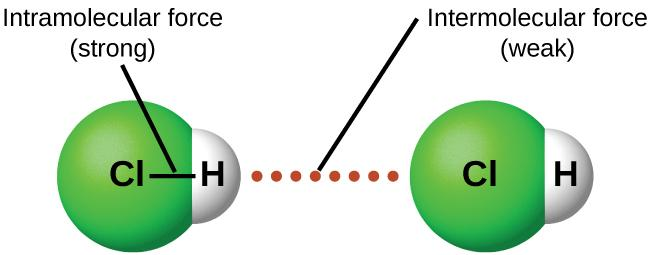 Intramolecular force
(strong)
Intermolecular force
(weak)
Cl
H
Cl
H